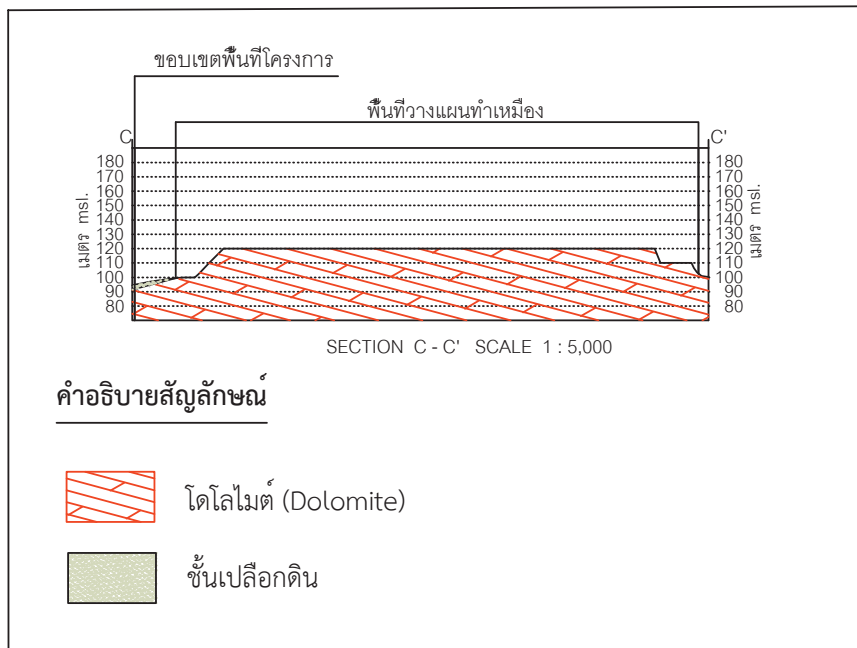 ขอบเขตพื้นที่โครงการ
พื้นที่วางแผนทำเหมือง
C C'
180 180
170 170
160 160
150 150
140 140
130 130
120 120
110 110
100 100
90 90
80 80
เมตร msl.
เมตร msl.
SECTION C - C' SCALE 1 : 5,000
คำอธิบายสัญลักษณ์
โดโลไมต์ (Dolomite)
ชั้นเปลือกดิน